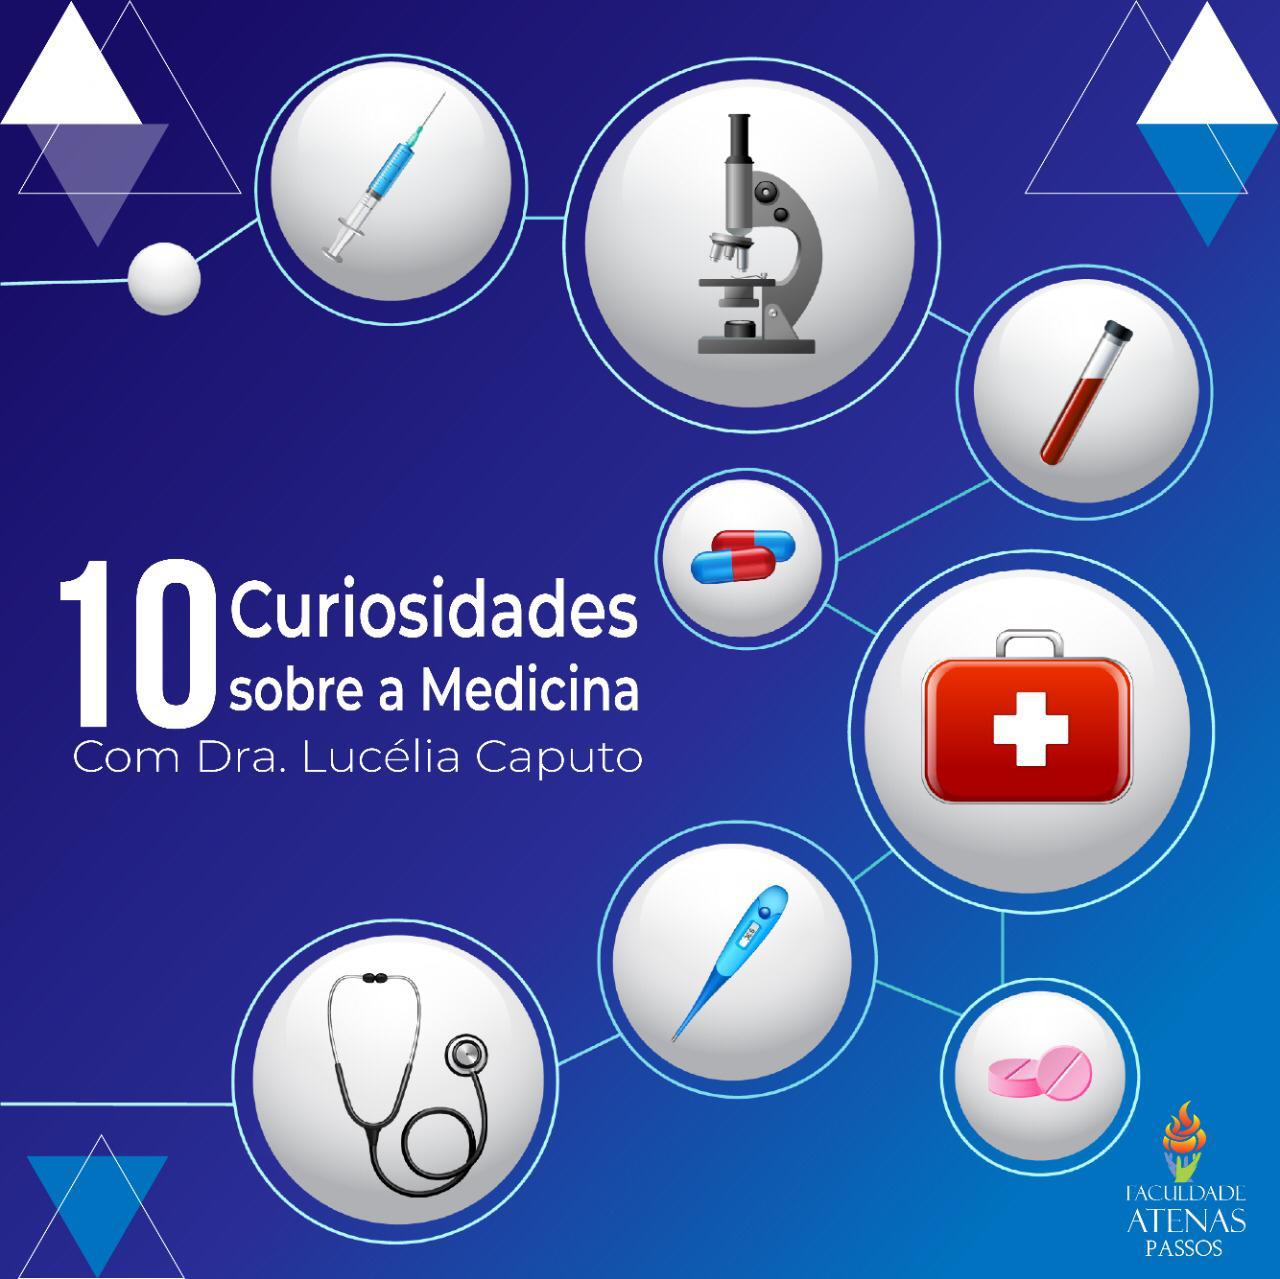 10 Curiosidades
sobre a Medicina
Com Dra. Lucélia Caputo
FACULDADE
ATENAS
PASSOS